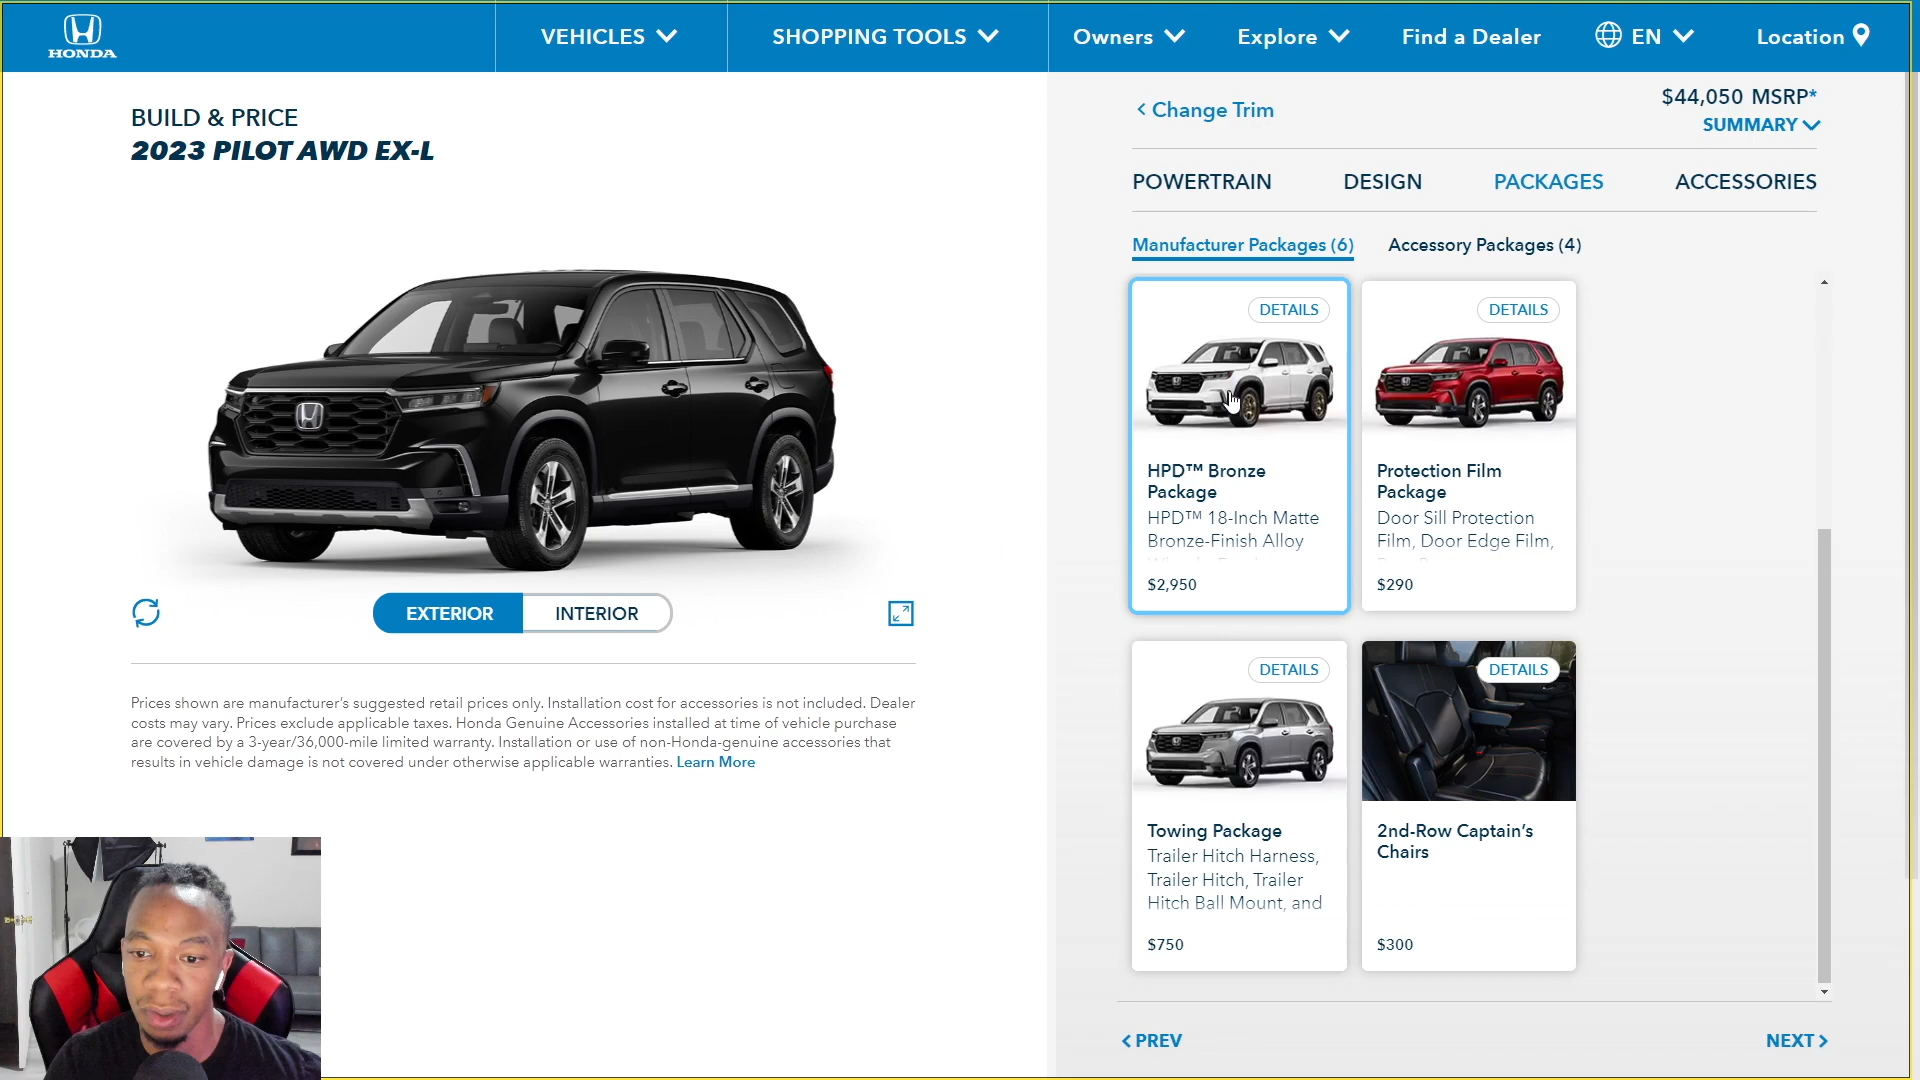 HONDA
VEHICLES
SHOPPING TOOLS
Owners
Explore
Find a Dealer
EN
Location
BUILD & PRICE
2023 PILOT AWD EX-L
EXTERIOR
INTERIOR
Prices shown are manufacturer's suggested retail prices only. Installation cost for accessories is not included. Dealer
costs may vary. Prices exclude applicable taxes. Honda Genuine Accessories installed at time of vehicle purchase
are covered by a 3-year/36,000-mile limited warranty. Installation or use of non-Honda-genuine accessories that
results in vehicle damage is not covered under otherwise applicable warranties. Learn More
Change Trim
$44,050 MSRP*
SUMMARY
POWERTRAIN
DESIGN
PACKAGES
ACCESSORIES
Manufacturer Packages (6)
Accessory Packages (4)
DETAILS
HPD™ Bronze
Package
HPD™ 18-Inch Matte
Bronze-Finish Alloy
$2,950
DETAILS
Protection Film
Package
Door Sill Protection
Film, Door Edge Film,
$290
DETAILS
Towing Package
Trailer Hitch Harness,
Trailer Hitch, Trailer
Hitch Ball Mount, and
$750
DETAILS
2nd-Row Captain's
Chairs
$300
PREV
NEXT